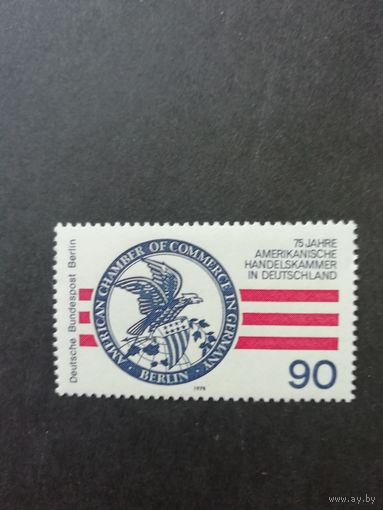 Deutsche Bundespost Berlin
AMERICAN CHAMBER OF COMMERCE IN GERMANY
BERLIN
75 JAHRE
AMERIKANISCHE
HANDELSKAMMER
IN DEUTSCHLAND
1978
90
ay.by